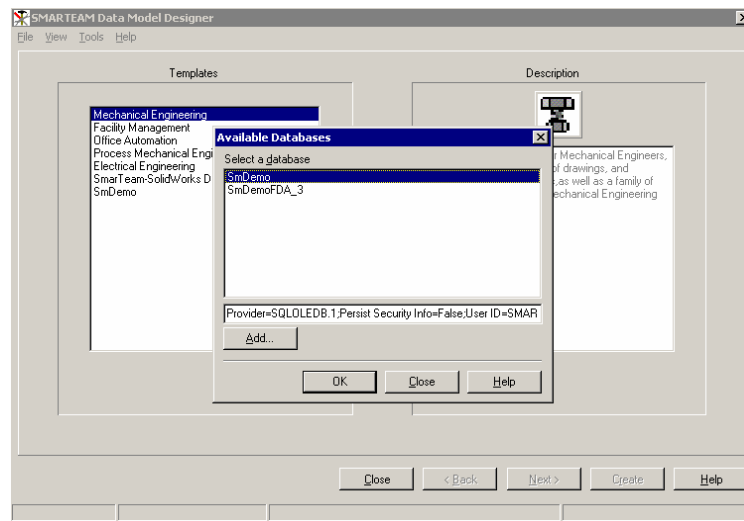 SMARTEAM Data Model Designer
File View Tools Help
Templates
Description
Mechanical Engineering
Facility Management
Office Automation
Process Mechanical Engi
Electrical Engineering
SmarTeam-SolidWorks D
SmDemo
r Mechanical Engineers,
of drawings, and
,as well as a family of
echanical Engineering
Available Databases
Select a database
SmDemo
SmDemoFDA_3
Provider=SQLOLEDB.1;Persist Security Info=False;User ID=SMAR
Add...
OK Close Help
Close < Back Next > Create Help